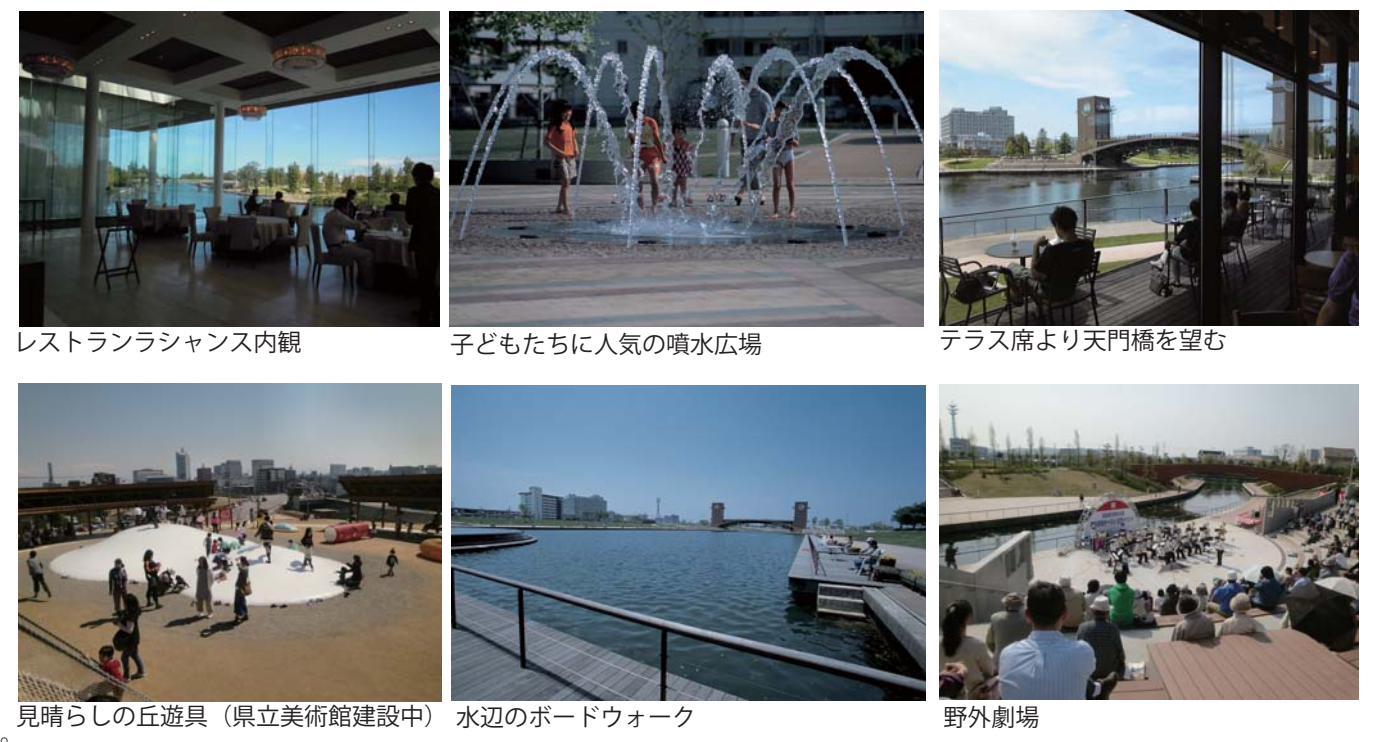 レストランラシャンス内観
子どもたちに人気の噴水広場
テラス席より天門橋を望む
見晴らしの丘遊具（県立美術館建設中）
水辺のボードウォーク
野外劇場
。